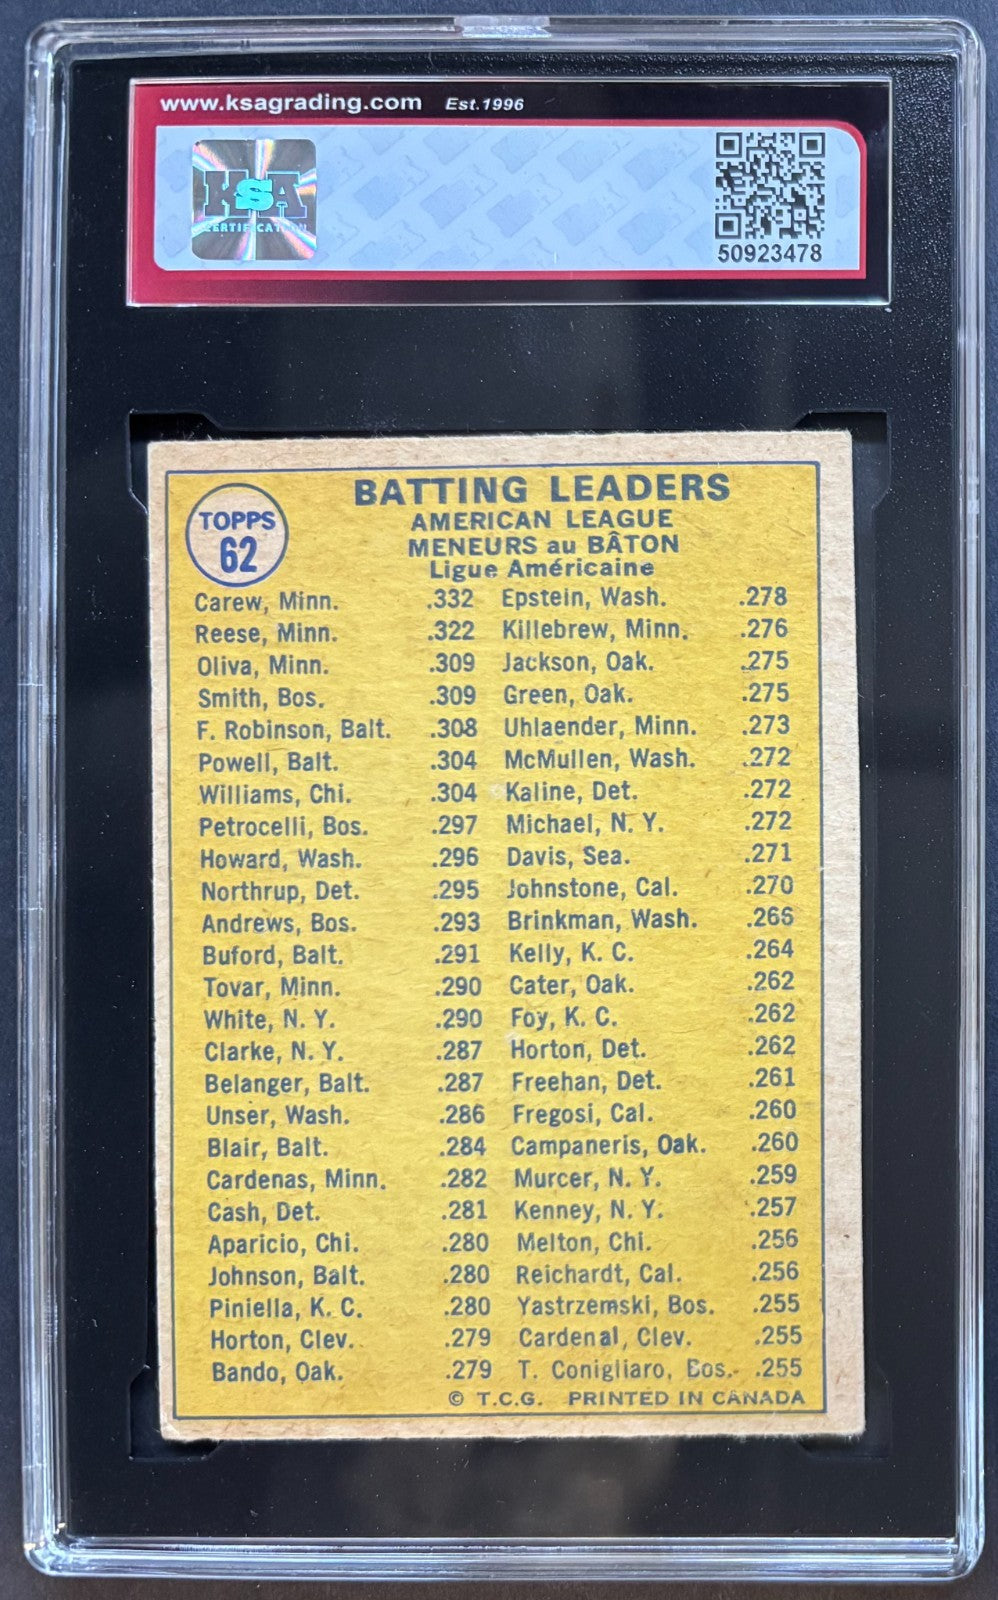 www.ksagrading.com Est.1996
KSA
CERTIFICATION
50923478
TOPPS
62
BATTING LEADERS
AMERICAN LEAGUE
MENEURS au BÂTON
Ligue Américaine
Carew, Minn. .332 Epstein, Wash. .278
Reese, Minn. .322 Killebrew, Minn. .276
Oliva, Minn. .309 Jackson, Oak. .275
Smith, Bos. .309 Green, Oak. .275
F. Robinson, Balt. .308 Uhlaender, Minn. .273
Powell, Balt. .304 McMullen, Wash. .272
Williams, Chi. .304 Kaline, Det. .272
Petrocelli, Bos. .297 Michael, N. Y. .272
Howard, Wash. .296 Davis, Sea. .271
Northrup, Det. .295 Johnstone, Cal. .270
Andrews, Bos. .293 Brinkman, Wash. .266
Buford, Balt. .291 Kelly, K. C. .264
Tovar, Minn. .290 Cater, Oak. .262
White, N. Y. .290 Foy, K. C. .262
Clarke, N. Y. .287 Horton, Det. .262
Belanger, Balt. .287 Freehan, Det. .261
Unser, Wash. .286 Fregosi, Cal. .260
Blair, Balt. .284 Campaneris, Oak. .260
Cardenas, Minn. .282 Murcer, N. Y. .259
Cash, Det. .281 Kenney, N. Y. .257
Aparicio, Chi. .280 Melton, Chi. .256
Johnson, Balt. .280 Reichardt, Cal. .256
Piniella, K. C. .280 Yastrzemski, Bos. .255
Horton, Clev. .279 Cardenal, Clev. .255
Bando, Oak. .279 T. Conigliaro, Bos. .255
© T.C.G. PRINTED IN CANADA